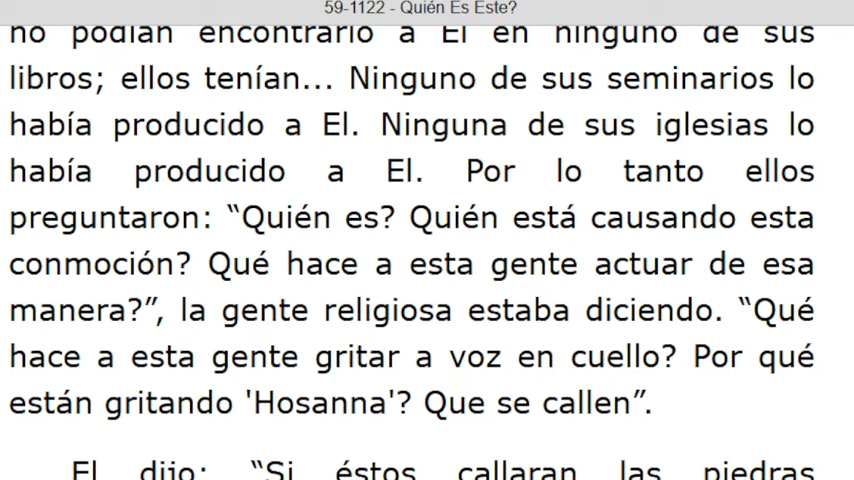 59-1122 - Quién Es Este?
no podían encontrarlo a El en ninguno de sus
libros; ellos tenían... Ninguno de sus seminarios lo
había producido a El. Ninguna de sus iglesias lo
había producido a El. Por lo tanto ellos
preguntaron: “Quién es? Quién está causando esta
conmoción? Qué hace a esta gente actuar de esa
manera?”, la gente religiosa estaba diciendo. “Qué
hace a esta gente gritar a voz en cuello? Por qué
están gritando 'Hosanna'? Que se callen”.
El dijo: “Si éstos callaran las piedras